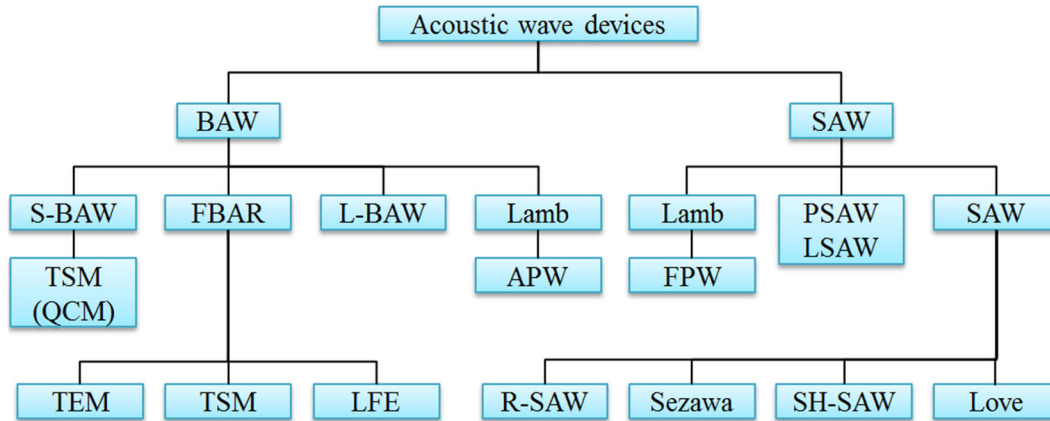 Acoustic wave devices
BAW
SAW
S-BAW
FBAR
L-BAW
Lamb
Lamb
PSAW
LSAW
SAW
TSM
(QCM)
APW
FPW
TEM
TSM
LFE
R-SAW
Sezawa
SH-SAW
Love